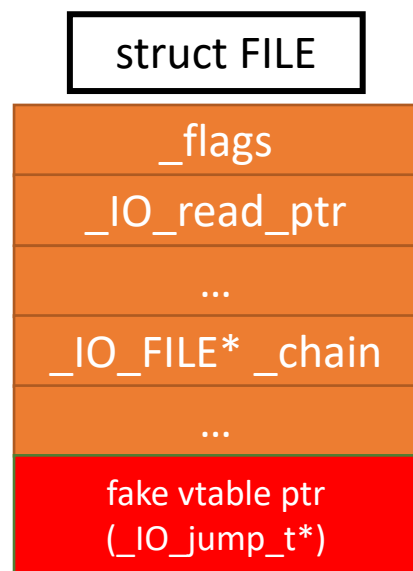 struct FILE
_flags
_IO_read_ptr
…
_IO_FILE* _chain
…
fake vtable ptr
(_IO_jump_t*)